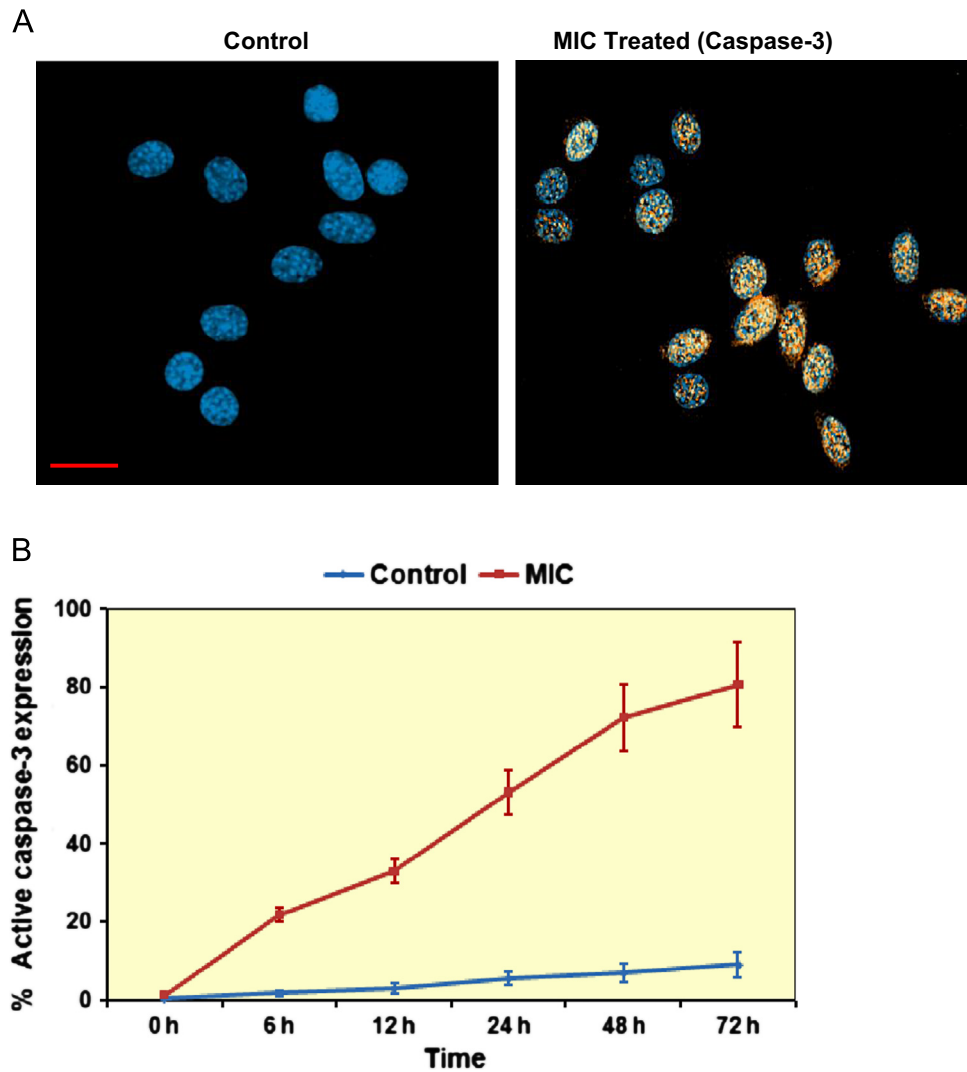 A
Control
MIC Treated (Caspase-3)
B
Control MIC
% Active caspase-3 expression
100
80
60
40
20
0
0 h 6 h 12 h 24 h 48 h 72 h
Time